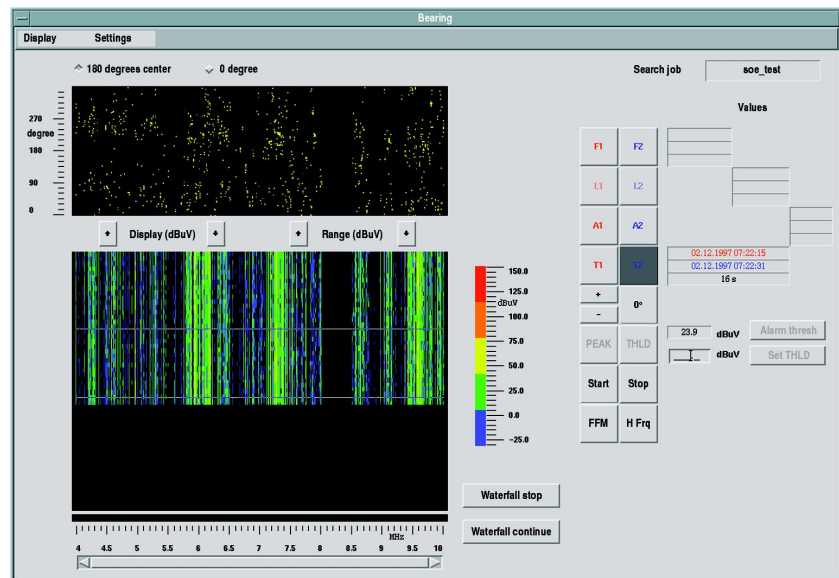 Bearing
Display Settings
180 degrees center 0 degree
Search job soe_test
Values
270
degree
180
90
0
F1 F2
L1 L2
A1 A2
T1 T2
02.12.1997 07:22:15
02.12.1997 07:22:31
16 s
Display (dBuV) Range (dBuV)
150.0
125.0
dBuV
100.0
75.0
50.0
25.0
0.0
-25.0
+
-
0°
PEAK THLD
23.9 dBuV Alarm thresh
dBuV Set THLD
Start Stop
FFM H Frq
Waterfall stop
Waterfall continue
MHz
4 4.5 5 5.5 6 6.5 7 7.5 8 8.5 9 9.5 10